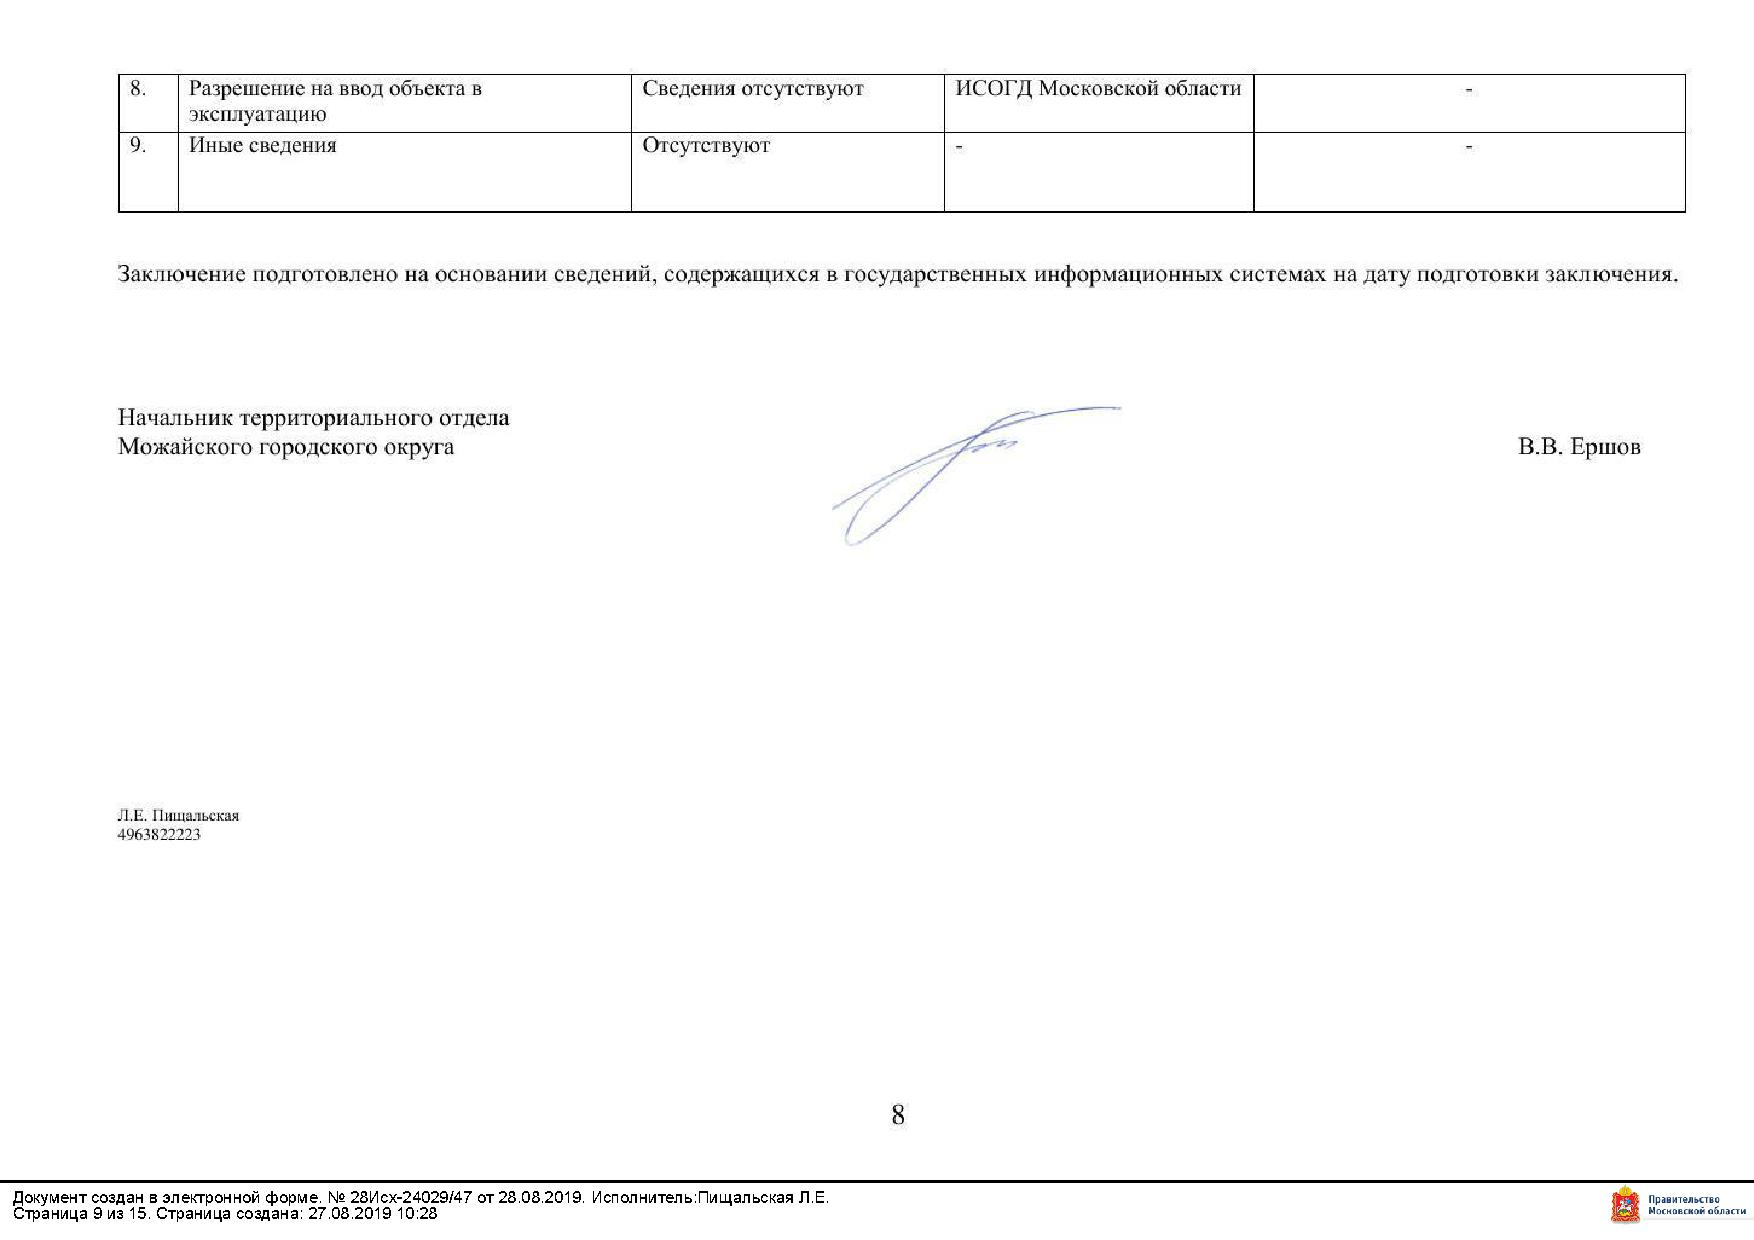 8. Разрешение на ввод объекта в Сведения отсутствуют ИСОГД Московской области -
эксплуатацию
9. Иные сведения Отсутствуют - -
Заключение подготовлено на основании сведений, содержащихся в государственных информационных системах на дату подготовки заключения.
Начальник территориального отдела
Можайского городского округа В.В. Ершов
Л.Е. Пищальская
4963822223
8
Документ создан в электронной форме. № 28Исх-24029/47 от 28.08.2019. Исполнитель:Пищальская Л.Е.
Страница 9 из 15. Страница создана: 27.08.2019 10:28
Правительство
Московской области